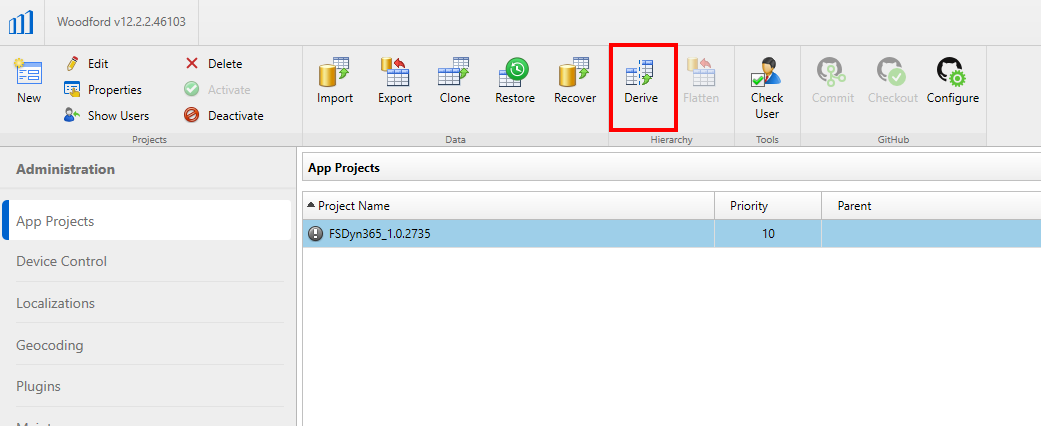 Woodford v12.2.2.46103
New
Edit
Properties
Show Users
Delete
Activate
Deactivate
Projects
Import
Export
Clone
Restore
Recover
Data
Derive
Flatten
Hierarchy
Check
User
Tools
Commit
Checkout
Configure
GitHub
Administration
App Projects
Device Control
Localizations
Geocoding
Plugins
App Projects
Project Name Priority Parent
FSDyn365_1.0.2735 10